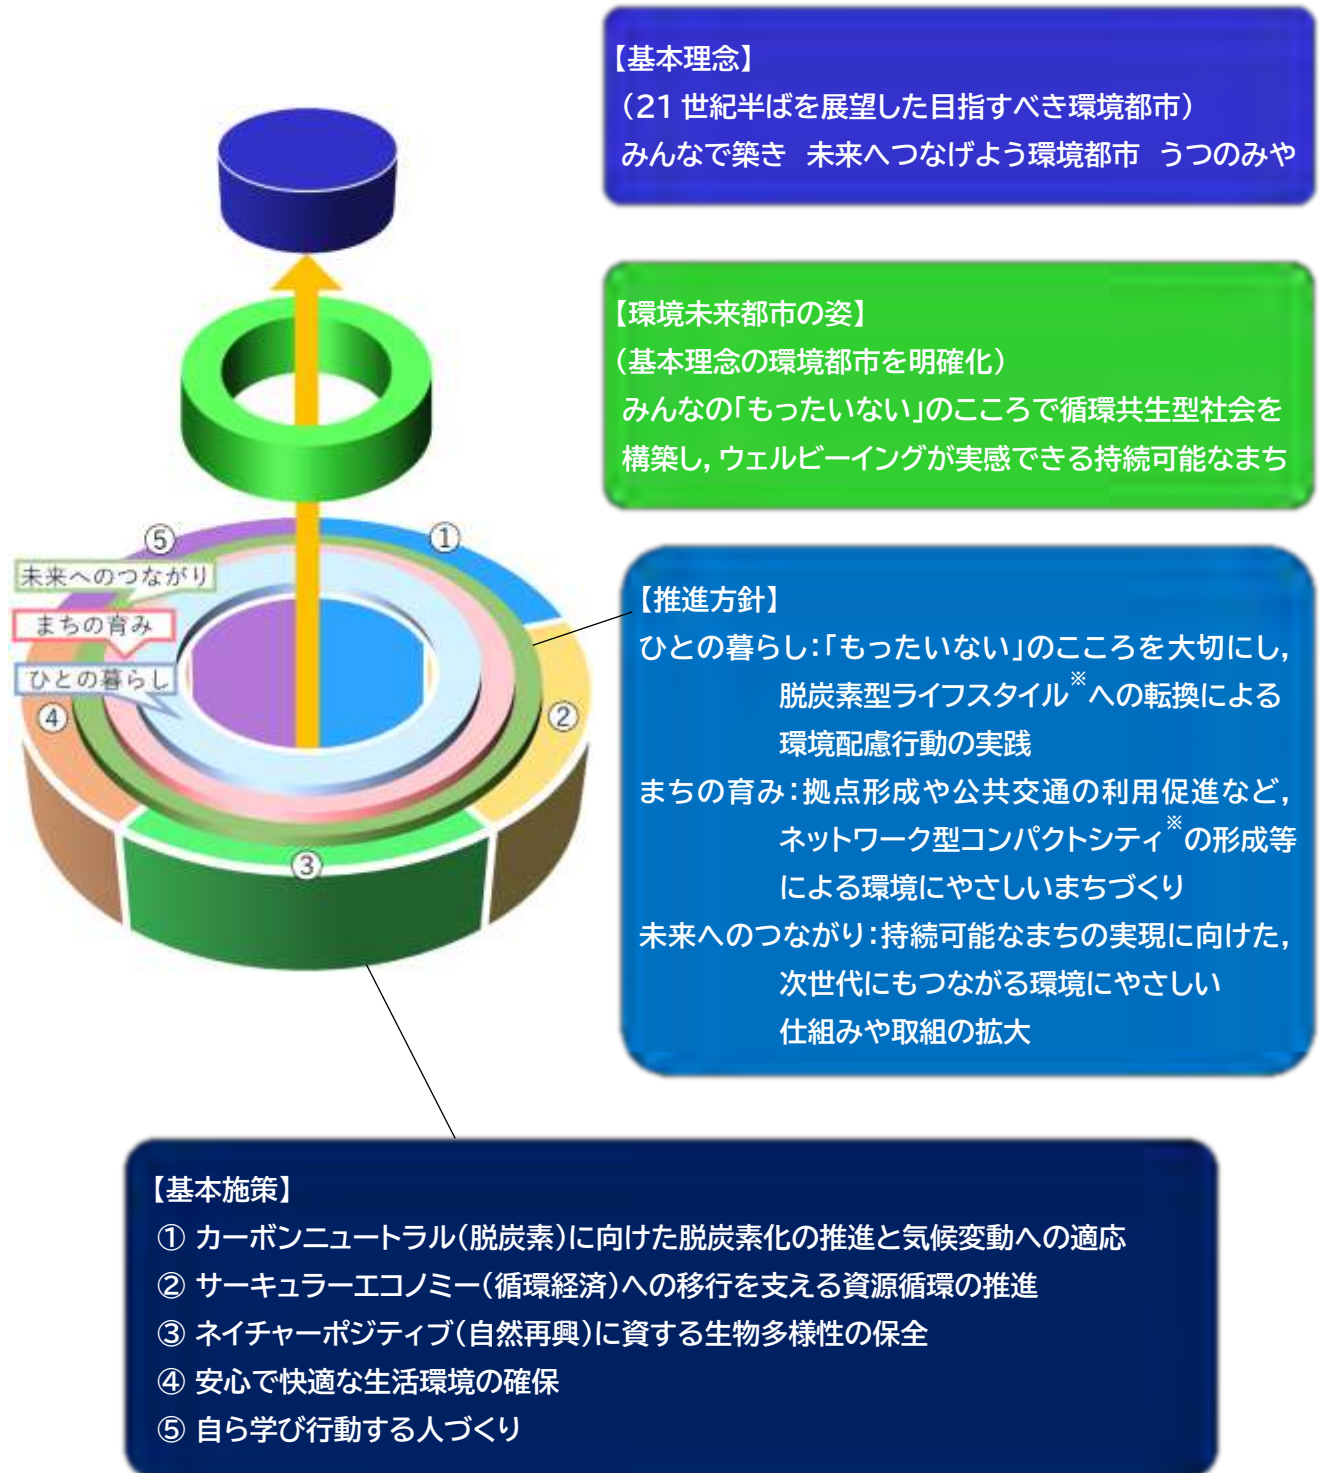 【基本理念】
（21世紀半ばを展望した目指すべき環境都市）
みんなで築き 未来へつなげよう環境都市 うつのみや
【環境未来都市の姿】
（基本理念の環境都市を明確化）
みんなの「もったいない」のこころで循環共生型社会を
構築し，ウェルビーイングが実感できる持続可能なまち
⑤
①
未来へのつながり
まちの育み
ひとの暮らし
④
②
③
【推進方針】
ひとの暮らし：「もったいない」のこころを大切にし，
脱炭素型ライフスタイル※への転換による
環境配慮行動の実践
まちの育み：拠点形成や公共交通の利用促進など，
ネットワーク型コンパクトシティ※の形成等
による環境にやさしいまちづくり
未来へのつながり：持続可能なまちの実現に向けた，
次世代にもつながる環境にやさしい
仕組みや取組の拡大
【基本施策】
① カーボンニュートラル（脱炭素）に向けた脱炭素化の推進と気候変動への適応
② サーキュラーエコノミー（循環経済）への移行を支える資源循環の推進
③ ネイチャーポジティブ（自然再興）に資する生物多様性の保全
④ 安心で快適な生活環境の確保
⑤ 自ら学び行動する人づくり